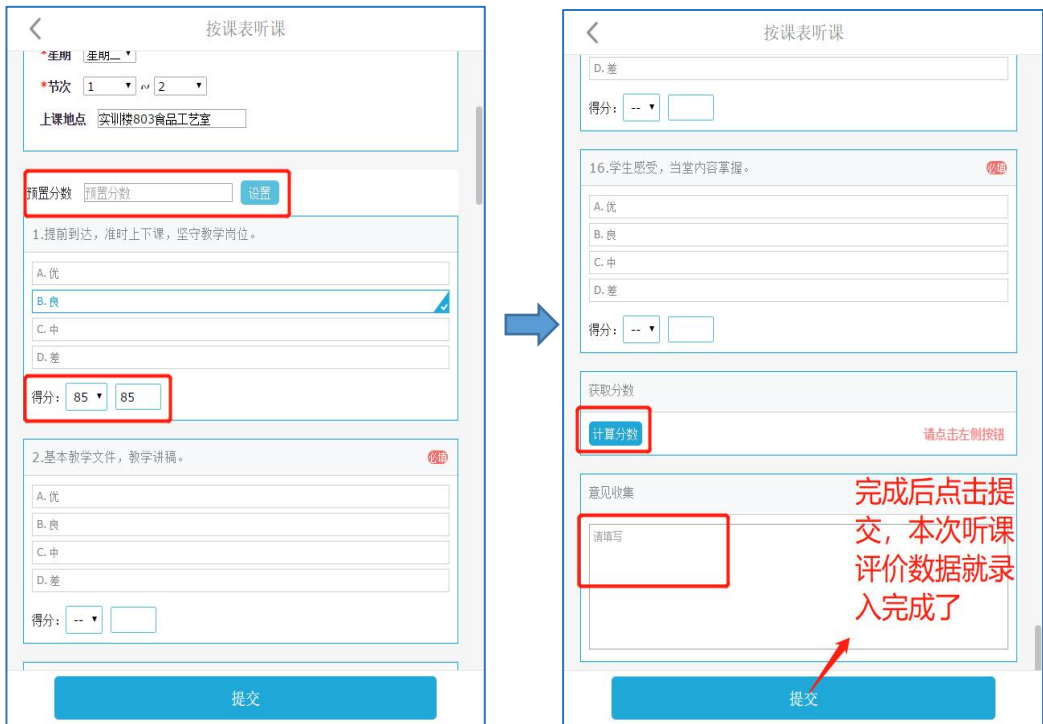 按课表听课
*星期 星期二
*节次 1 ~ 2
上课地点 实训楼803食品工艺室
预置分数 预置分数 设置
1.提前到达，准时上下课，坚守教学岗位。
A.优
B.良
C.中
D.差
得分： 85 85
2.基本教学文件，教学讲稿。
必填
A.优
B.良
C.中
D.差
得分： --
提交
按课表听课
D.差
得分： --
16.学生感受，当堂内容掌握。
必填
A.优
B.良
C.中
D.差
得分： --
获取分数
计算分数 请点击左侧按钮
意见收集
请填写
完成后点击提
交，本次听课
评价数据就录
入完成了
提交